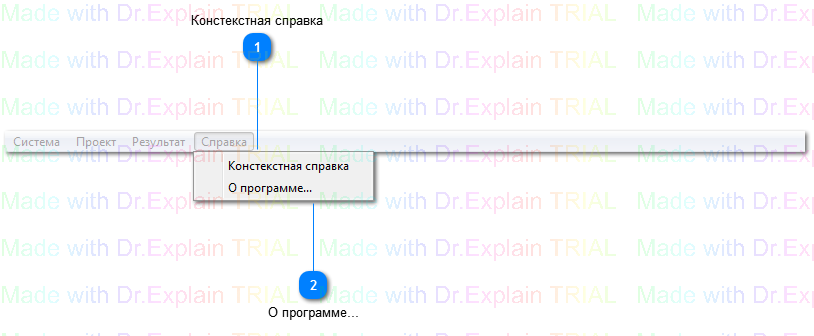 Made with Dr.Explain TRIAL Made with Dr.Explain TRIAL Made with Dr.Exp
Констекстная справка
1
Made with Dr.Explain TRIAL Made with Dr.Explain TRIAL Made with Dr.Exp
Made with Dr.Explain TRIAL Made with Dr.Explain TRIAL Made with Dr.Exp
Система Проект Результат Справка
Made with Dr.Explain TRIAL Made with Dr.Explain TRIAL Made with Dr.Exp
Констекстная справка
О программе...
Made with Dr.Explain TRIAL Made with Dr.Explain TRIAL Made with Dr.Exp
Made with Dr.Explain TRIAL Made with Dr.Explain TRIAL Made with Dr.Exp
2
Made with Dr.Explain TRIAL Made with Dr.Explain TRIAL Made with Dr.Exp
О программе...